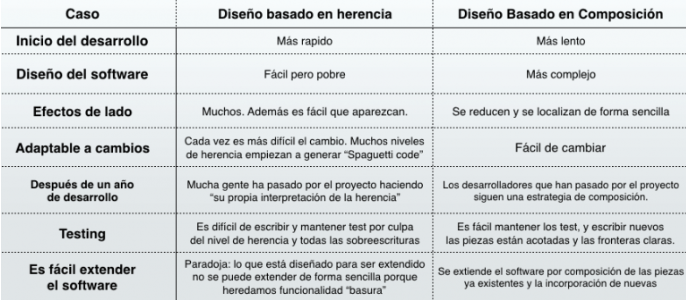 Caso Diseño basado en herencia Diseño Basado en Composición
Inicio del desarrollo Más rapido Más lento
Diseño del software Fácil pero pobre Más complejo
Efectos de lado Muchos. Además es fácil que aparezcan. Se reducen y se localizan de forma sencilla
Adaptable a cambios
Cada vez es más difícil el cambio. Muchos niveles
de herencia empiezan a generar “Spaguetti code”
Fácil de cambiar
Después de un año
de desarrollo
Mucha gente ha pasado por el proyecto haciendo
“su propia interpretación de la herencia”
Los desarrolladores que han pasado por el proyecto
siguen una estrategia de composición.
Testing
Es difícil de escribir y mantener test por culpa
del nivel de herencia y todas las sobreescrituras
Es fácil mantener los test, y escribir nuevos
las piezas están acotadas y las fronteras claras.
Es fácil extender
el software
Paradoja: lo que está diseñado para ser extendido
no se puede extender de forma sencilla porque
heredamos funcionalidad “basura”
Se extiende el software por composición de las piezas
ya existentes y la incorporación de nuevas